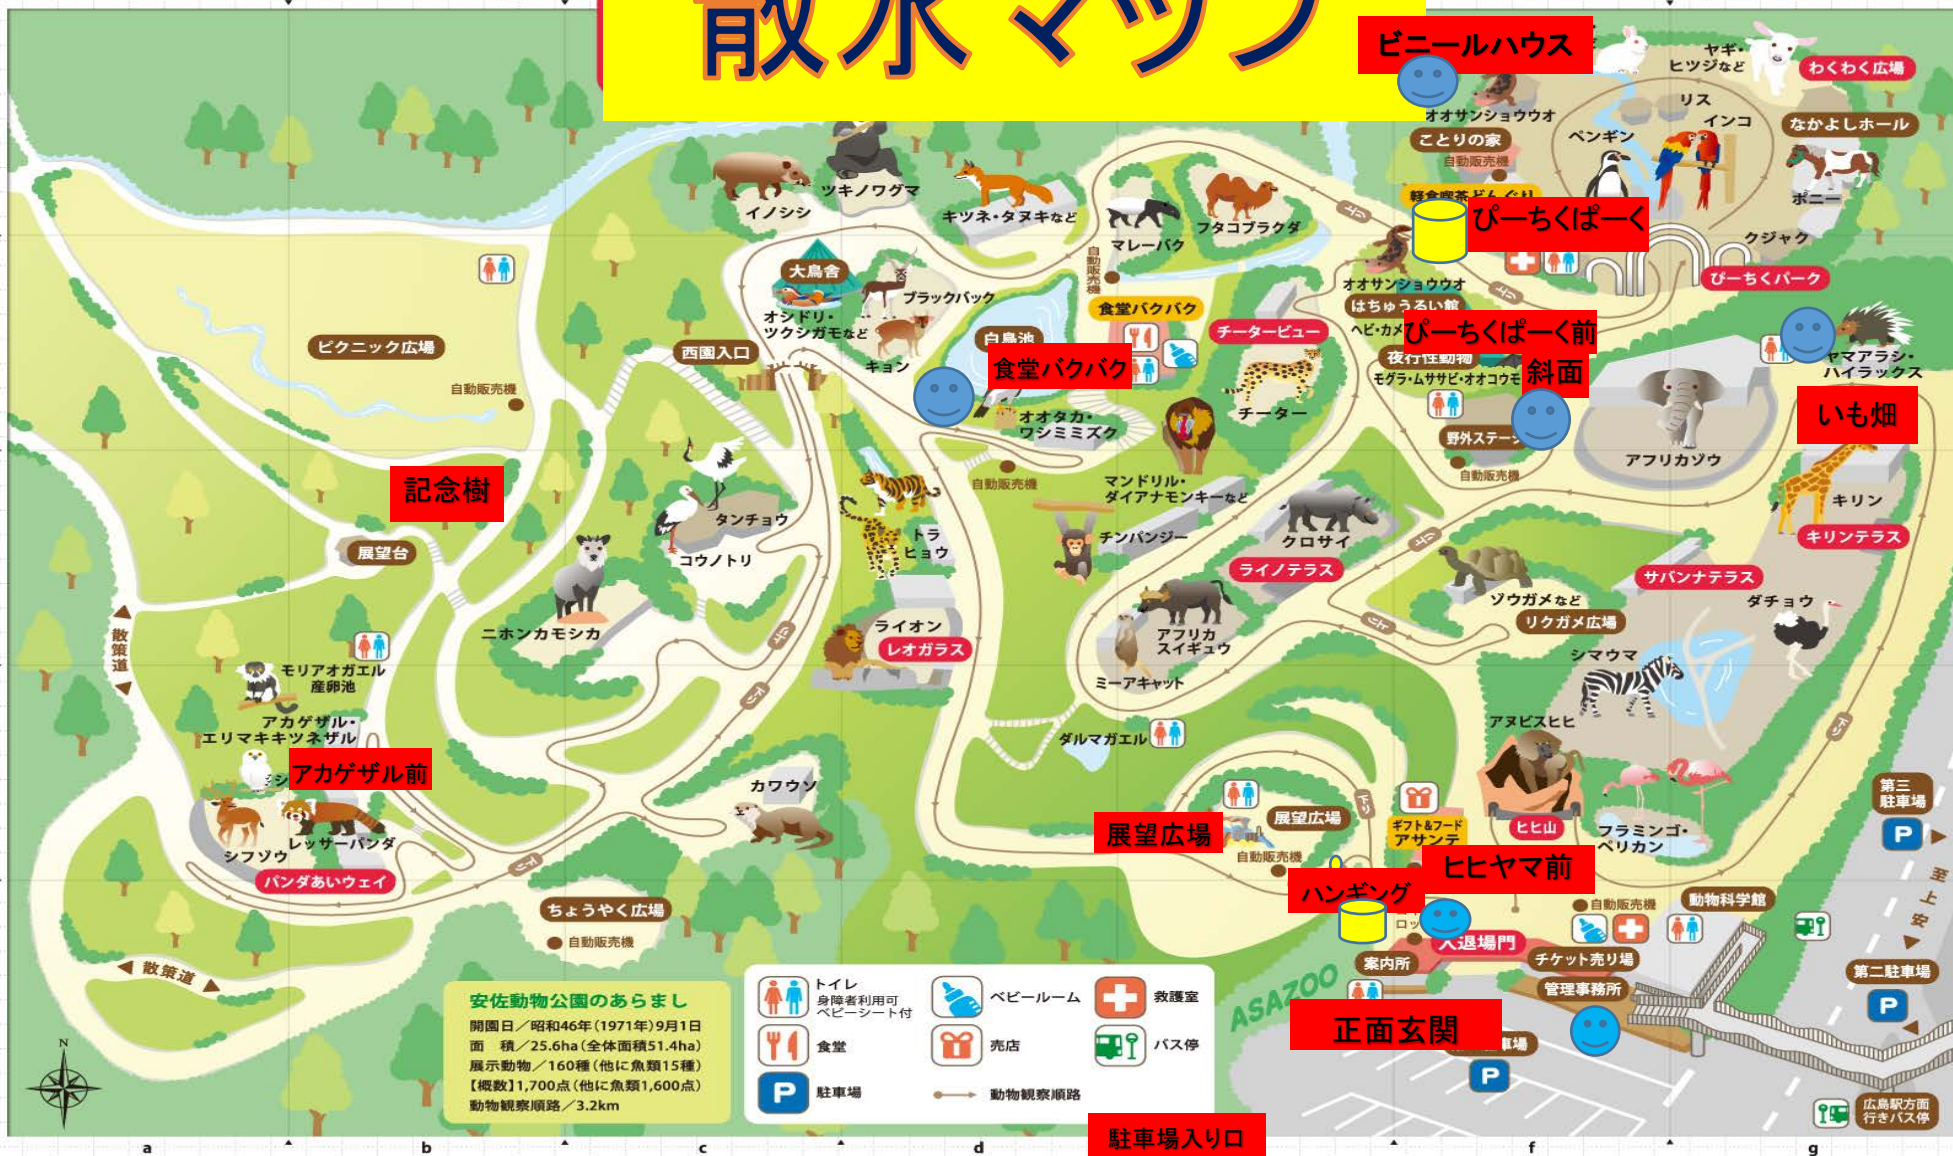 散水マップ
ビニールハウス
ヤギ・
ヒツジなど
わくわく広場
オオサンショウウオ
リス
インコ
ペンギン
なかよしホール
ことりの家
自動販売機
軽食喫茶どんぐり
ポニー
ぴーちくぱーく
クジャク
ぴーちくパーク
イノシシ
ツキノワグマ
キツネ・タヌキなど
マレーバク
フタコブラクダ
自動販売機
大鳥舎
ブラックバック
オシドリ・
ツクシガモなど
キョン
白鳥池
食堂バクバク
食堂バクバク
チータービュー
チーター
オオサンショウウオ
はちゅうるい館
ヘビ・カメ
ぴーちくぱーく前
夜行性動物
モグラ・ムササビ・オオコウモ
斜面
ヤマアラシ・
ハイラックス
いも畑
ピクニック広場
自動販売機
西園入口
オオタカ・
ワシミミズク
自動販売機
マンドリル・
ダイアナモンキーなど
野外ステージ
自動販売機
アフリカゾウ
キリン
キリンテラス
記念樹
展望台
タンチョウ
コウノトリ
トラ
ヒョウ
チンパンジー
クロサイ
ライノテラス
サバンナテラス
ゾウガメなど
リクガメ広場
ダチョウ
散策道
ニホンカモシカ
ライオン
レオガラス
アフリカ
スイギュウ
ミーアキャット
シマウマ
モリアオガエル
産卵池
アカゲザル・
エリマキキツネザル
アカゲザル前
シフゾウ
レッサーパンダ
パンダあいウェイ
カワウソ
ダルマガエル
アヌビスヒヒ
ヒヒ山
フラミンゴ・
ペリカン
展望広場
展望広場
自動販売機
下り
ギフト&フード
アサンテ
ヒヒヤマ前
ハンギング
下り
第三
駐車場
P
至上安
ちょうやく広場
自動販売機
散策道
自動販売機
動物科学館
入退場門
案内所
チケット売り場
管理事務所
第二駐車場
P
ASAZOO
正面玄関
車場
P
広島駅方面
行きバス停
安佐動物公園のあらまし
開園日／昭和46年(1971年)9月1日
面　積／25.6ha(全体面積51.4ha)
展示動物／160種(他に魚類15種)
【概数】1,700点(他に魚類1,600点)
動物観察順路／3.2km
トイレ
身障者利用可
ベビーシート付
ベビールーム
救護室
食堂
売店
バス停
P
駐車場
動物観察順路
駐車場入り口
N
a b c d f g